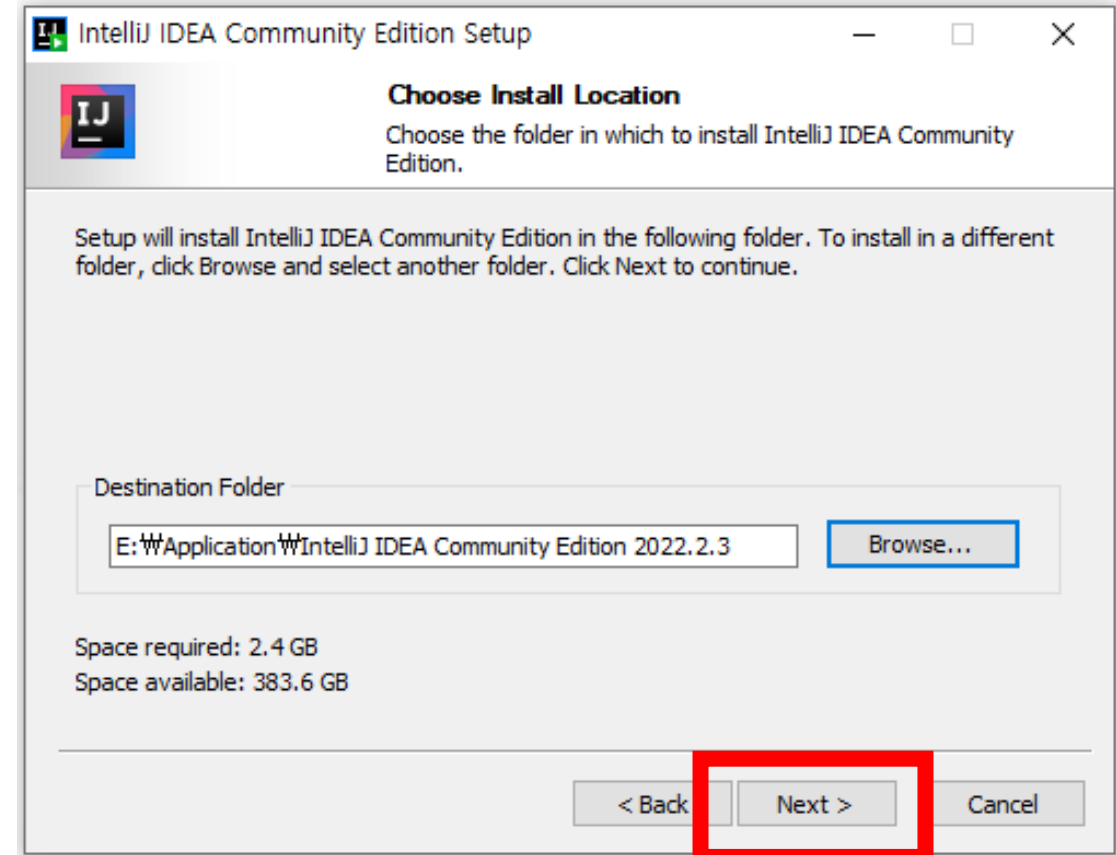 IntelliJ IDEA Community Edition Setup
IJ
Choose Install Location
Choose the folder in which to install IntelliJ IDEA Community
Edition.
Setup will install IntelliJ IDEA Community Edition in the following folder. To install in a different
folder, click Browse and select another folder. Click Next to continue.
Destination Folder
E:₩Application₩IntelliJ IDEA Community Edition 2022.2.3
Browse...
Space required: 2.4 GB
Space available: 383.6 GB
< Back
Next >
Cancel